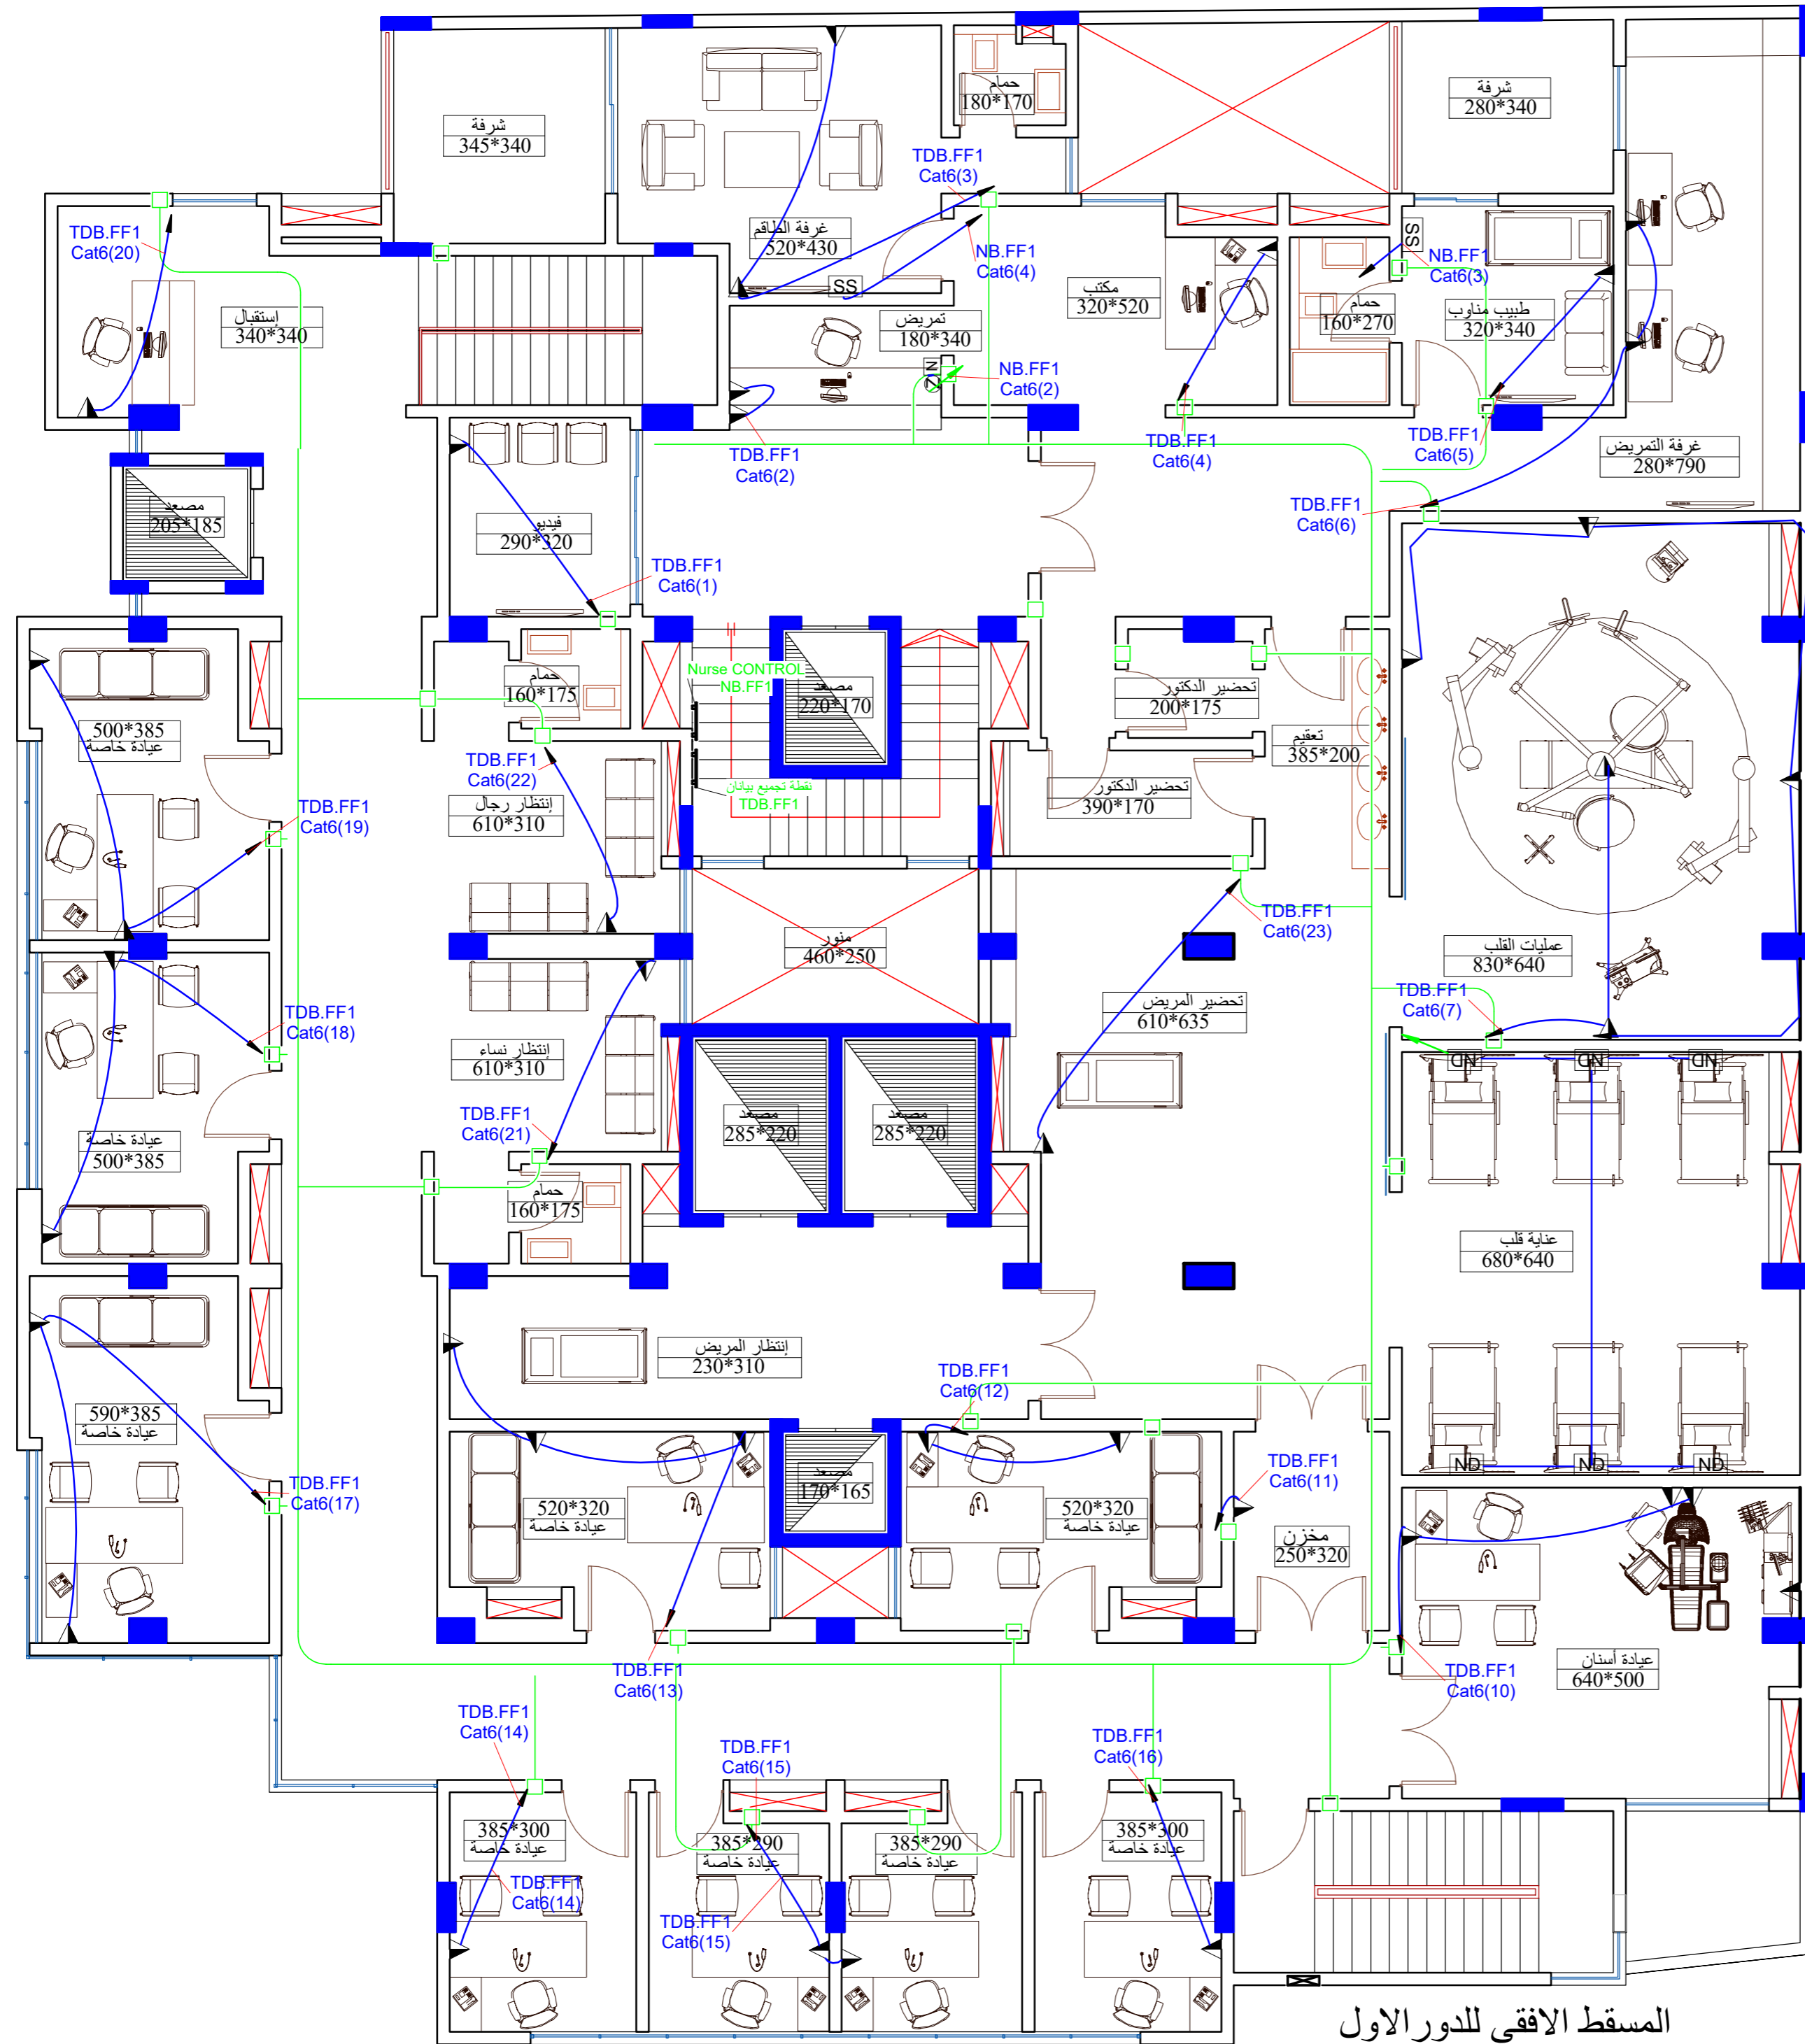 شرفة
345*340
حمام
180*170
شرفة
280*340
TDB.FF1
Cat6(3)
TDB.FF1
Cat6(20)
غرفة الطاقم
520*430
SS
NB.FF1
Cat6(4)
SS
NB.FF1
Cat6(3)
إستقبال
340*340
تمريض
180*340
مكتب
320*520
حمام
160*270
طبيب مناوب
320*340
NB.FF1
Cat6(2)
TDB.FF1
Cat6(2)
TDB.FF1
Cat6(4)
TDB.FF1
Cat6(5)
غرفة التمريض
280*790
مصعد
205*185
فيديو
290*320
TDB.FF1
Cat6(6)
TDB.FF1
Cat6(1)
Nurse CONTROL
NB.FF1
حمام
160*175
مصعد
220*170
تحضير الدكتور
200*175
500*385
عيادة خاصة
تعقيم
385*200
TDB.FF1
Cat6(22)
نقطة تجميع بيانان
TDB.FF1
تحضير الدكتور
390*170
إنتظار رجال
610*310
TDB.FF1
Cat6(19)
TDB.FF1
Cat6(23)
منور
460*250
عمليات القلب
830*640
TDB.FF1
Cat6(7)
تحضير المريض
610*635
TDB.FF1
Cat6(18)
إنتظار نساء
610*310
ND
ND
ND
TDB.FF1
Cat6(21)
مصعد
285*220
مصعد
285*220
عيادة خاصة
500*385
حمام
160*175
عناية قلب
680*640
إنتظار المريض
230*310
TDB.FF1
Cat6(12)
590*385
عيادة خاصة
ND
ND
ND
TDB.FF1
Cat6(11)
مصعد
170*165
TDB.FF1
Cat6(17)
520*320
عيادة خاصة
520*320
عيادة خاصة
مخزن
250*320
TDB.FF1
Cat6(13)
عيادة أسنان
640*500
TDB.FF1
Cat6(10)
TDB.FF1
Cat6(14)
TDB.FF1
Cat6(15)
TDB.FF1
Cat6(16)
385*300
عيادة خاصة
385*290
عيادة خاصة
385*290
عيادة خاصة
385*300
عيادة خاصة
TDB.FF1
Cat6(14)
TDB.FF1
Cat6(15)
المسقط الافقى للدور الاول